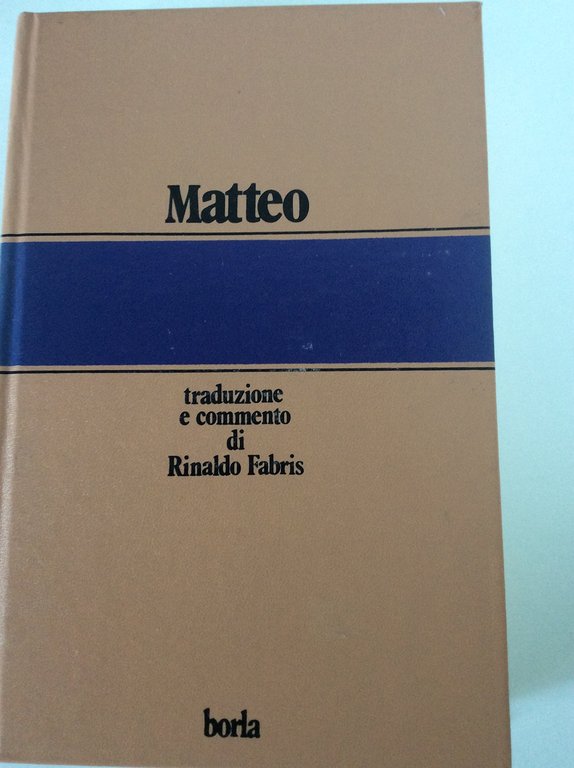 Matteo
traduzione
e commento
di
Rinaldo Fabris
borla